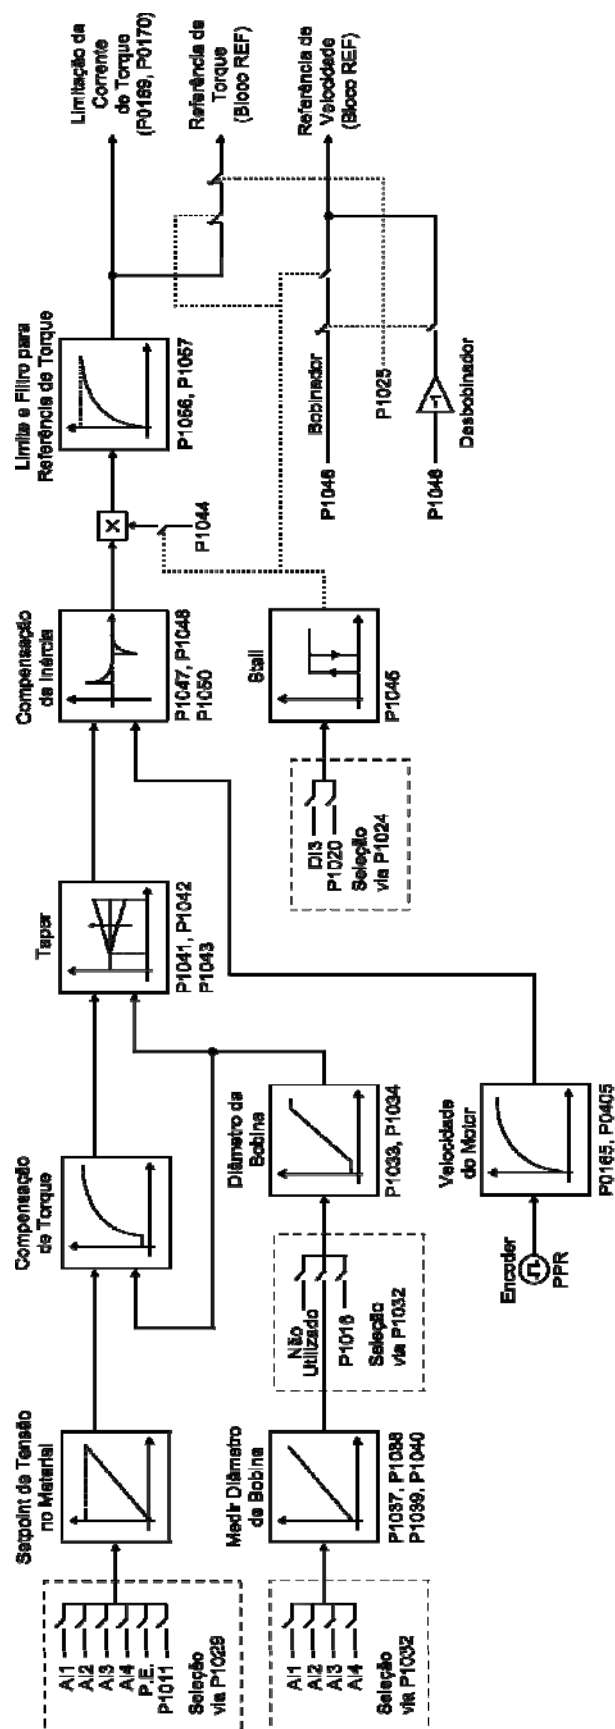 AI1
AI2
AI3
AI4
P.E.
P1011
Seleção
via P1029
Setpoint de Tensão
no Material
Compensação
de Torque
Taper
P1041, P1042
P1043
Compensação
de Inércia
P1047, P1048
P1050
Limite e Filtro para
Referência de Torque
P1056, P1057
Limitação da
Corrente
de Torque
(P0169, P0170)
Referência de
Torque
(Bloco REF)
Referência de
Velocidade
(Bloco REF)
P1044
AI1
AI2
AI3
AI4
Seleção
via P1032
Medir Diâmetro
de Bobina
P1037, P1038
P1039, P1040
Não
Utilizado
P1016
Seleção
via P1032
Diâmetro da
Bobina
P1033, P1034
DI3
P1020
Seleção
via P1024
Stall
P1045
P1046
Bobinador
P1025
P1046
-1
Desbobinador
Encoder
PPR
Velocidade
do Motor
P0165, P0405